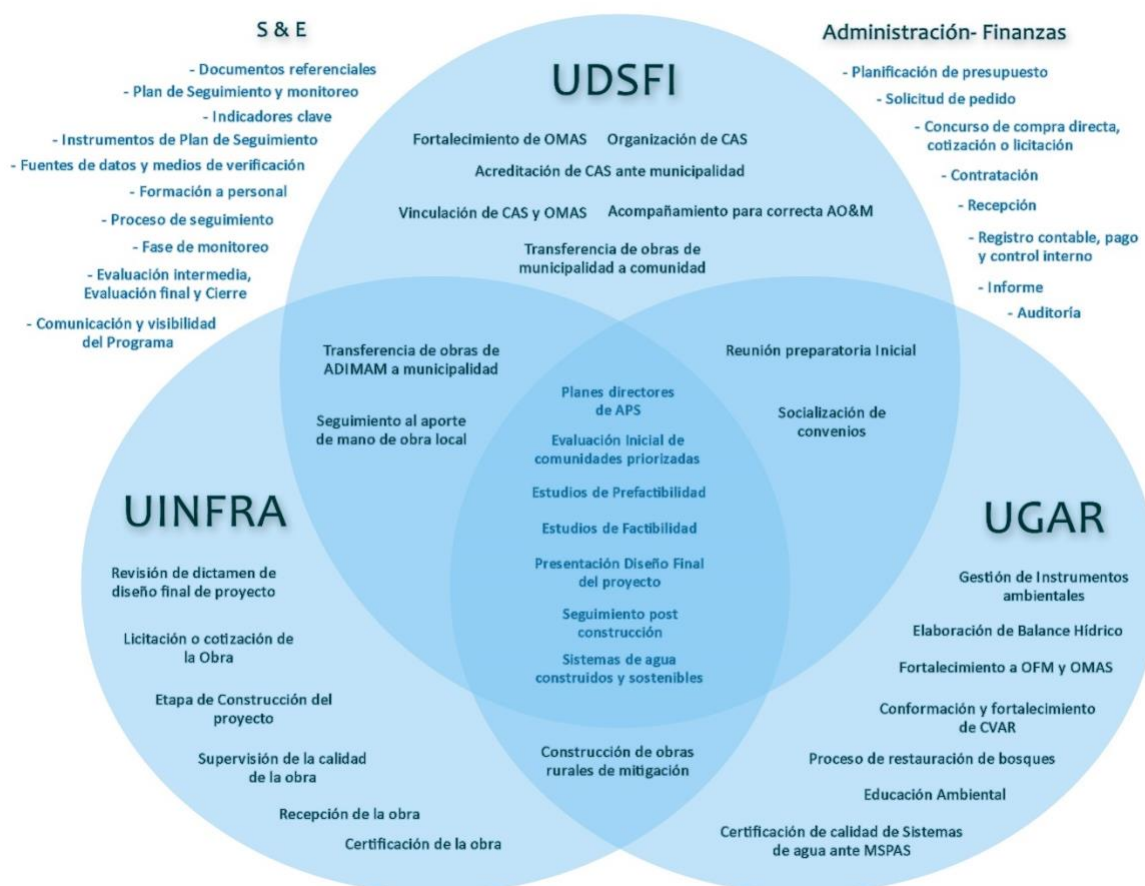 S & E
- Documentos referenciales
- Plan de Seguimiento y monitoreo
- Indicadores clave
- Instrumentos de Plan de Seguimiento
- Fuentes de datos y medios de verificación
- Formación a personal
- Proceso de seguimiento
- Fase de monitoreo
- Evaluación intermedia,
Evaluación final y Cierre
- Comunicación y visibilidad
del Programa
UDSFI
Fortalecimiento de OMAS
Organización de CAS
Acreditación de CAS ante municipalidad
Vinculación de CAS y OMAS
Acompañamiento para correcta AO&M
Transferencia de obras de
municipalidad a comunidad
Administración- Finanzas
- Planificación de presupuesto
- Solicitud de pedido
- Concurso de compra directa,
cotización o licitación
- Contratación
- Recepción
- Registro contable, pago
y control interno
- Informe
- Auditoría
Transferencia de obras de
ADIMAM a municipalidad
Seguimiento al aporte
de mano de obra local
Planes directores
de APS
Evaluación Inicial de
comunidades priorizadas
Estudios de Prefactibilidad
Estudios de Factibilidad
Presentación Diseño Final
del proyecto
Seguimiento post
construcción
Sistemas de agua
construidos y sostenibles
Reunión preparatoria Inicial
Socialización de
convenios
UINFRA
Revisión de dictamen de
diseño final de proyecto
Licitación o cotización de
la Obra
Etapa de Construcción del
proyecto
Supervisión de la calidad
de la obra
Recepción de la obra
Certificación de la obra
Construcción de obras
rurales de mitigación
UGAR
Gestión de Instrumentos
ambientales
Elaboración de Balance Hídrico
Fortalecimiento a OFM y OMAS
Conformación y fortalecimiento
de CVAR
Proceso de restauración de bosques
Educación Ambiental
Certificación de calidad de Sistemas
de agua ante MSPAS